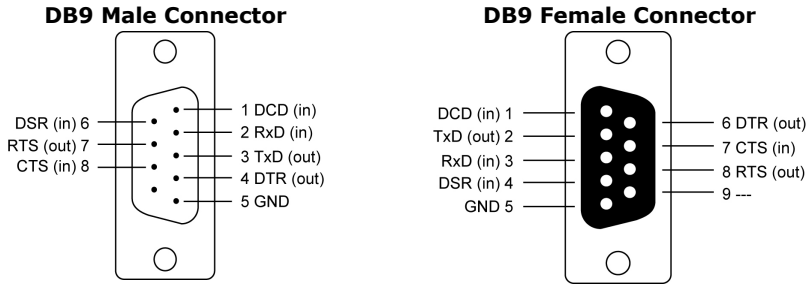 DB9 Male Connector
DSR (in) 6
RTS (out) 7
CTS (in) 8
1 DCD (in)
2 RxD (in)
3 TxD (out)
4 DTR (out)
5 GND
DB9 Female Connector
DCD (in) 1
TxD (out) 2
RxD (in) 3
DSR (in) 4
GND 5
6 DTR (out)
7 CTS (in)
8 RTS (out)
9 ---